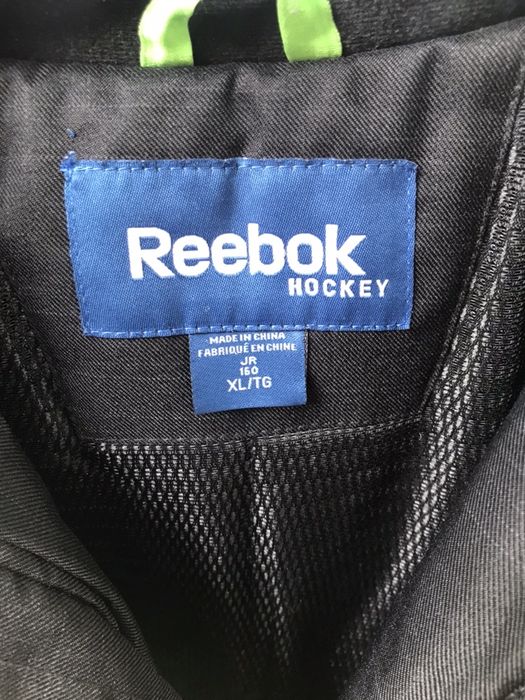 Reebok
HOCKEY
MADE IN CHINA
FABRIQUÉ EN CHINE
JR
160
XL/TG